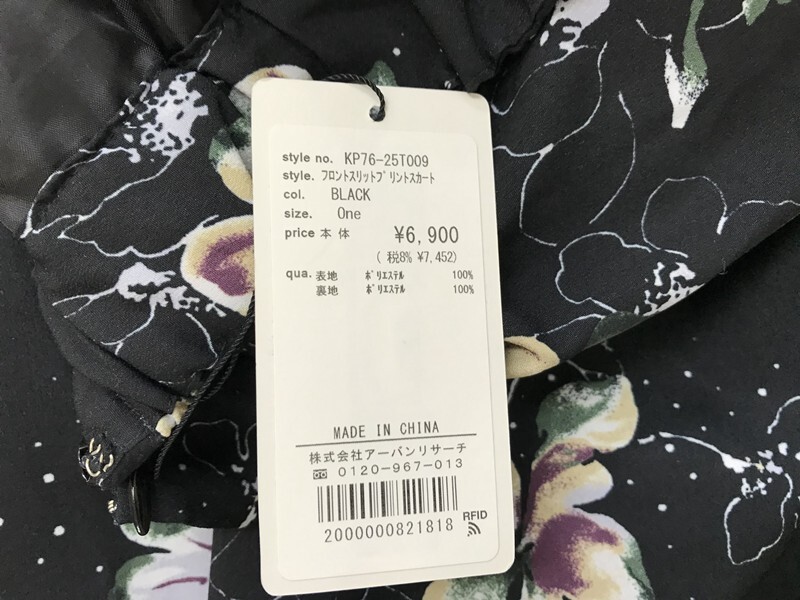 style no. KP76-25T009
style. ﾌﾛﾝﾄｽﾘｯﾄﾌﾟﾘﾝﾄｽｶｰﾄ
col. BLACK
size. One
price 本体 ¥6,900
( 税8% ¥7,452)
qua. 表地 ﾎﾟﾘｴｽﾃﾙ 100%
裏地 ﾎﾟﾘｴｽﾃﾙ 100%
MADE IN CHINA
株式会社アーバンリサーチ
0120-967-013
2000000821818
RFID